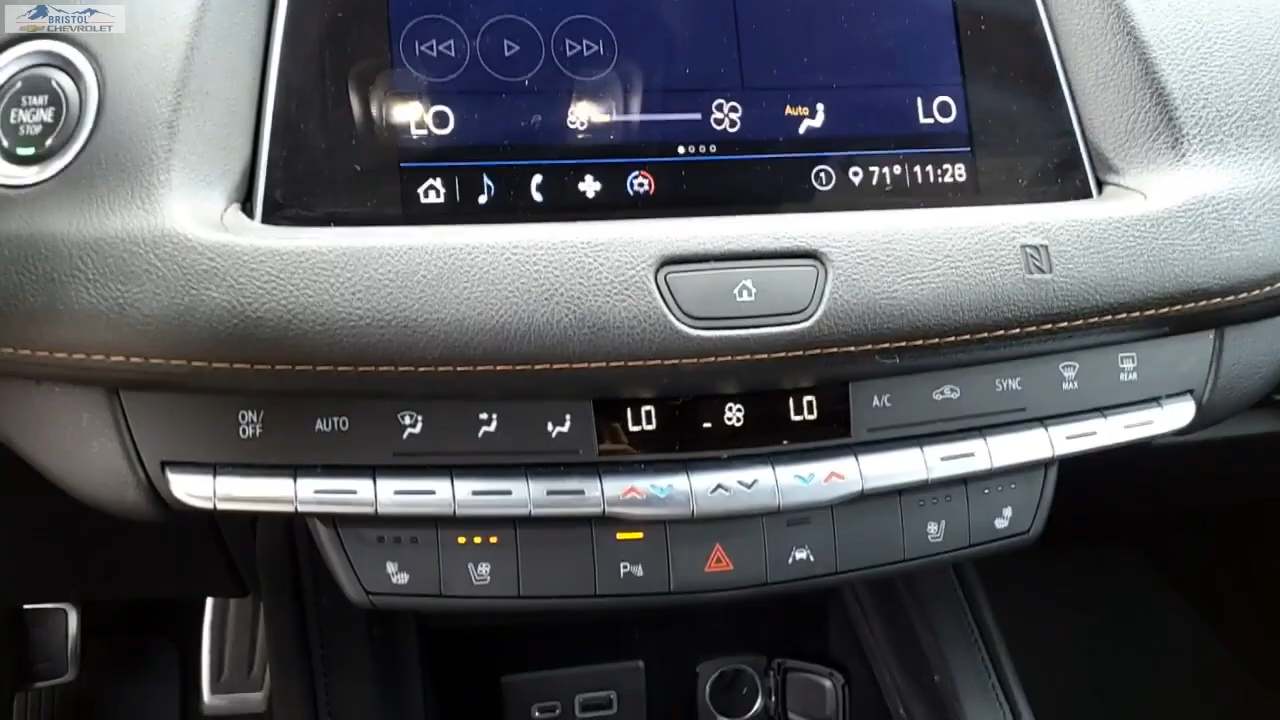 BRISTOL
CHEVROLET
START
ENGINE
STOP
LO
Auto
LO
1
71°
11:28
ON/
OFF
AUTO
LO
LO
A/C
SYNC
MAX
REAR
P